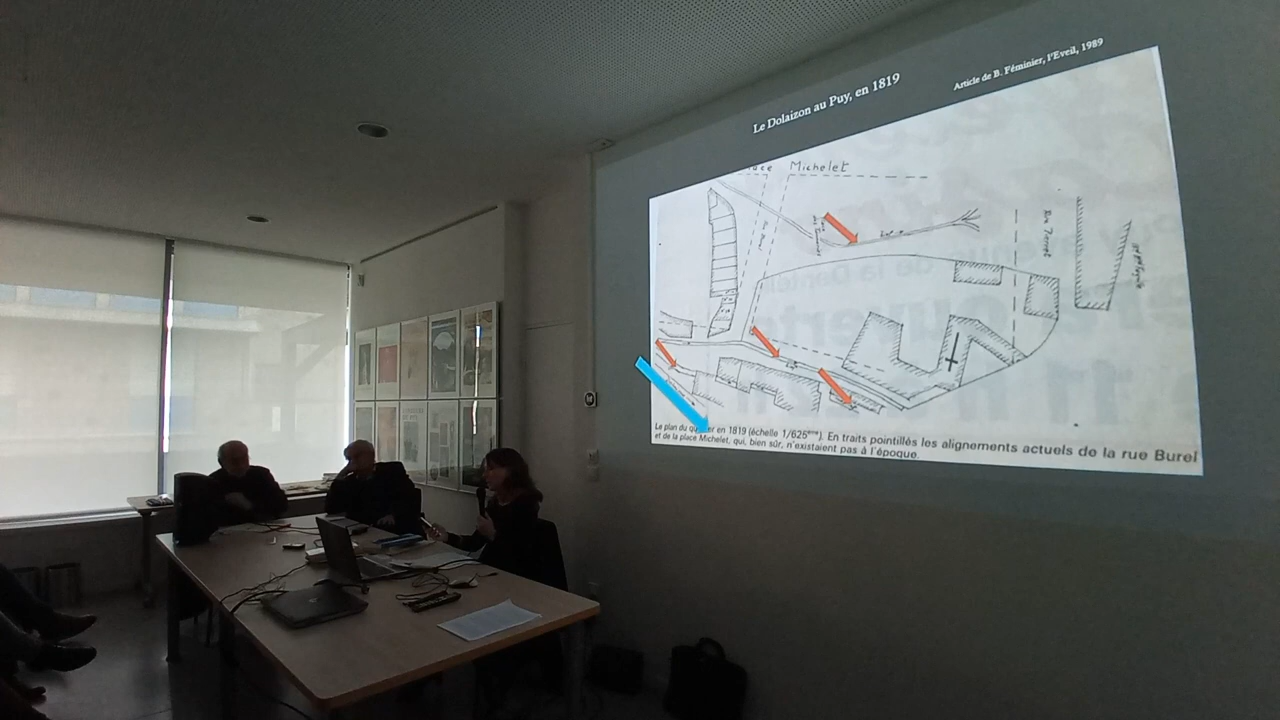 Le Dolaizon au Puy, en 1819
Article de B. Féminier, l'Eveil, 1989
Michelet
Le plan du en 1819 (échelle 1/625ème). En traits pointillés les alignements actuels de la rue Burel
et de la place Michelet, qui, bien sûr, n'existaient pas à l'époque.